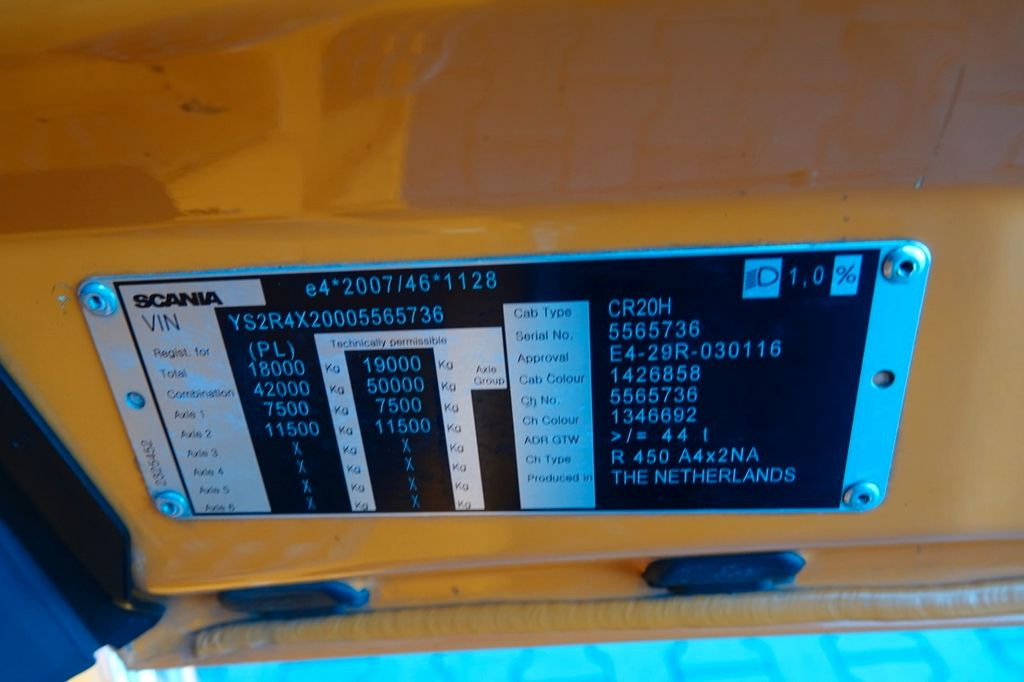 SCANIA e4*2007/46*1128 1,0 %
VIN YS2R4X20005565736
Regist. for (PL) Technically permissible
Total 18000 Kg 19000 Kg Axle Group
Combination 42000 Kg 50000 Kg
Axle 1 7500 Kg 7500 Kg
Axle 2 11500 Kg 11500 Kg
Axle 3 X Kg X Kg
Axle 4 X Kg X Kg
Axle 5 X Kg X Kg
Axle 6 X Kg X Kg
Cab Type CR20H
Serial No. 5565736
Approval E4-29R-030116
Cab Colour 1426858
Ch No. 5565736
Ch Colour 1346692
ADR GTW >/= 44 t
Ch Type R 450 A4x2NA
Produced in THE NETHERLANDS